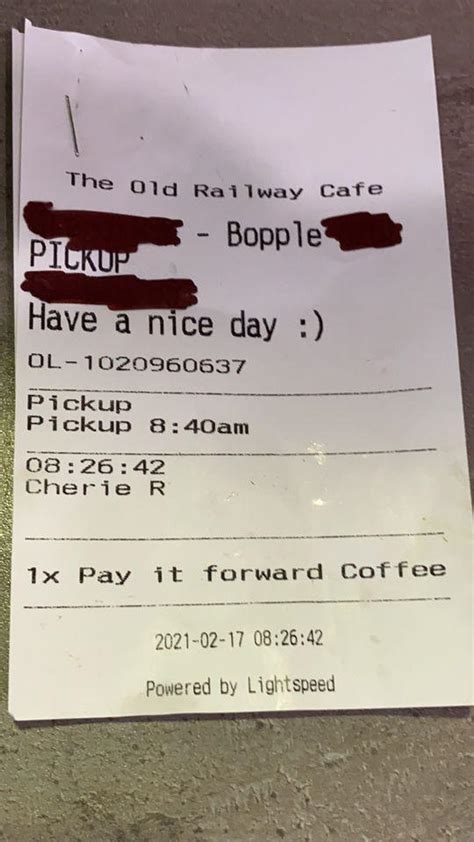 The Old Railway Cafe
- Bopple
PICKUP
Have a nice day :)
OL-1020960637
Pickup
Pickup 8:40am
08:26:42
Cherie R
1x Pay it forward Coffee
2021-02-17 08:26:42
Powered by Lightspeed